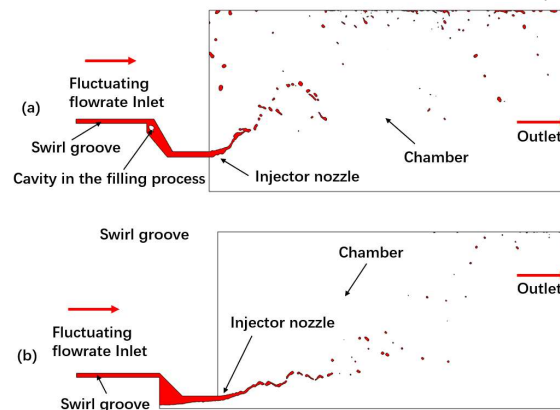 Fluctuating
flowrate Inlet
(a)
Outlet
Swirl groove
Chamber
Cavity in the filling process
Injector nozzle
Swirl groove
Chamber
Outlet
Injector nozzle
Fluctuating
flowrate Inlet
(b)
Swirl groove